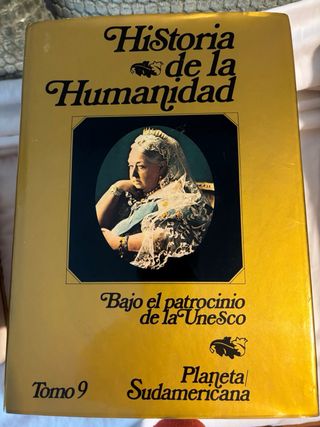 Historia
de la
Humanidad
Bajo el patrocinio
de la Unesco
Tomo 9
Planeta/
Sudamericana